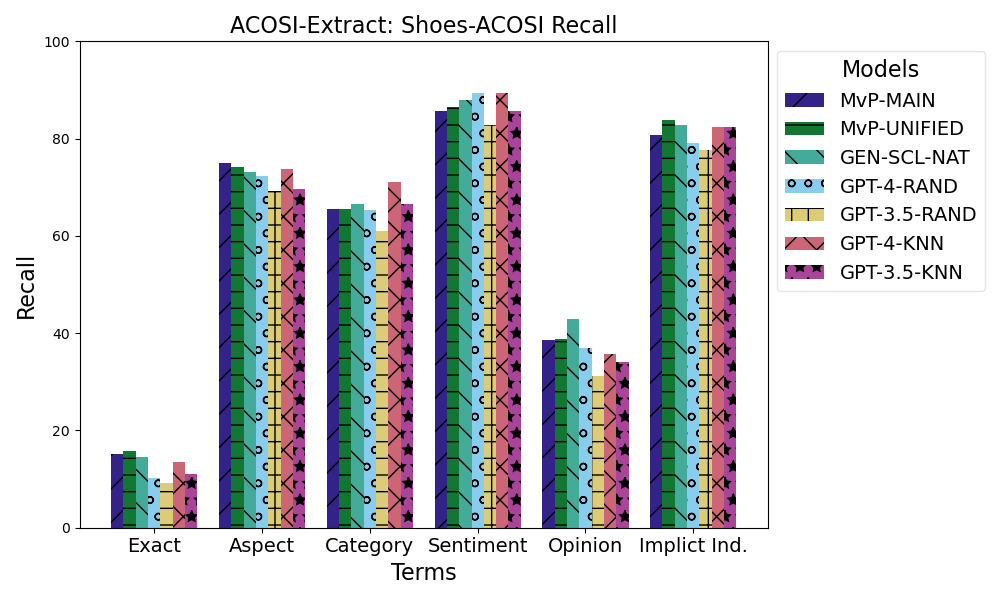 ACOSI-Extract: Shoes-ACOSI Recall
100
80
60
40
20
0
Recall
Exact
Aspect
Category
Sentiment
Opinion
Implict Ind.
Terms
Models
MvP-MAIN
MvP-UNIFIED
GEN-SCL-NAT
GPT-4-RAND
GPT-3.5-RAND
GPT-4-KNN
GPT-3.5-KNN